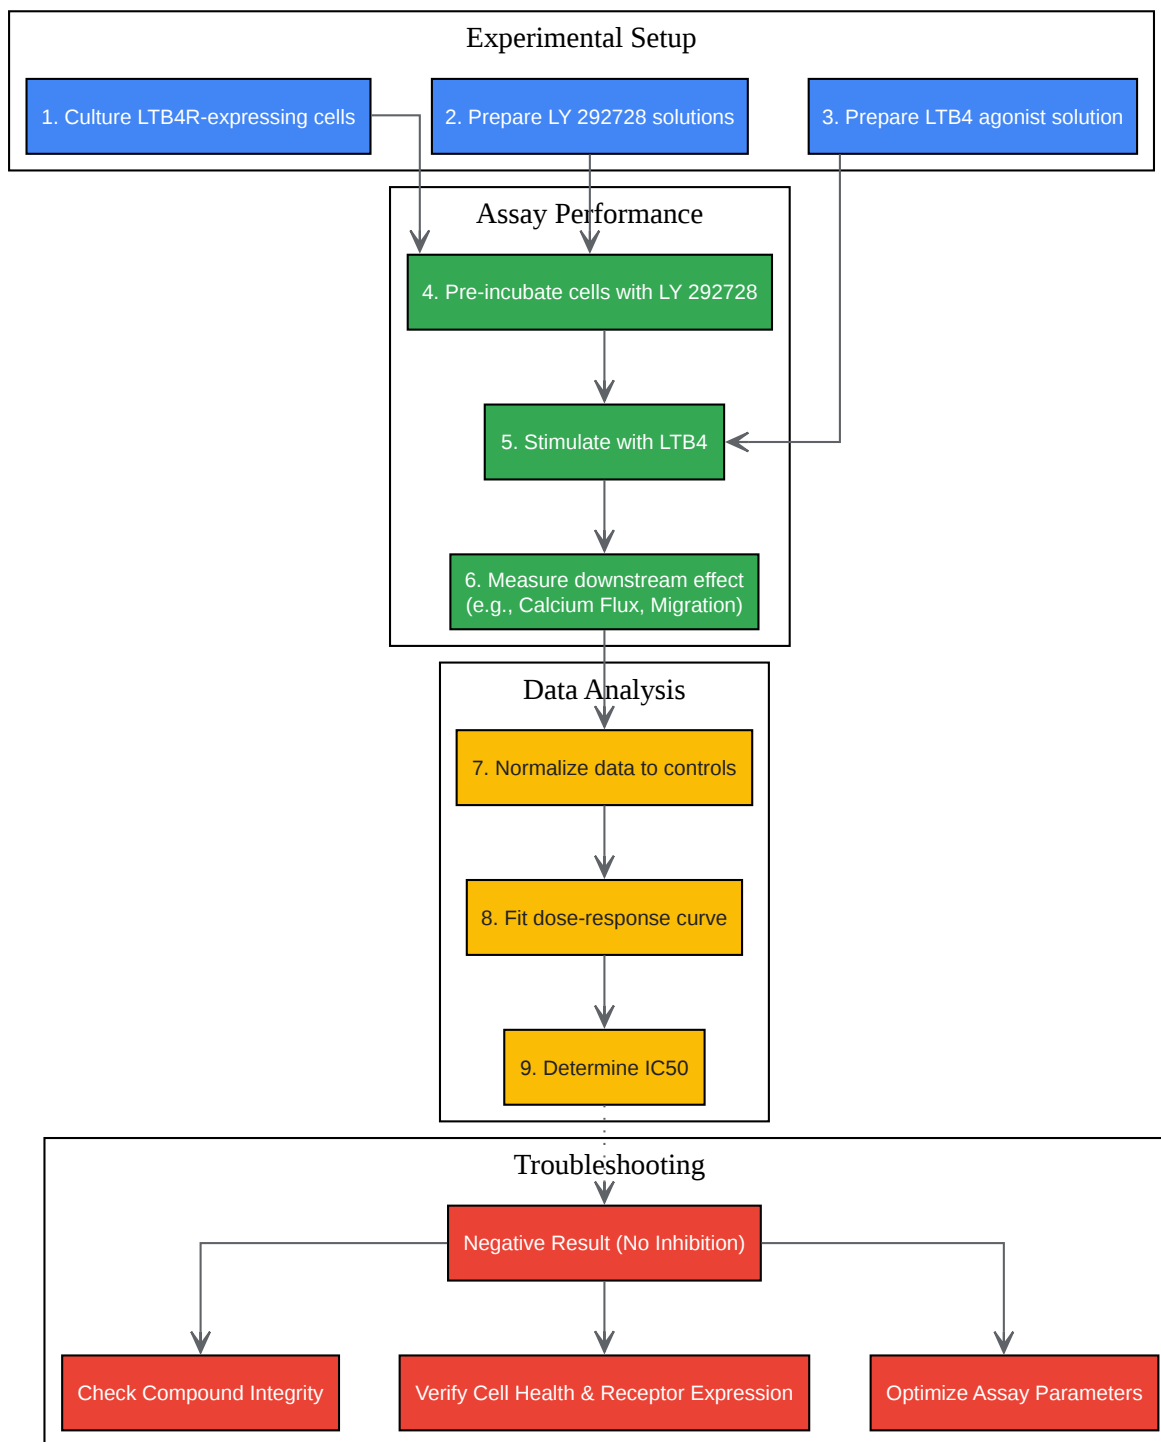 Experimental Setup
1. Culture LTB4R-expressing cells
2. Prepare LY 292728 solutions
3. Prepare LTB4 agonist solution
Assay Performance
4. Pre-incubate cells with LY 292728
5. Stimulate with LTB4
6. Measure downstream effect
(e.g., Calcium Flux, Migration)
Data Analysis
7. Normalize data to controls
8. Fit dose-response curve
9. Determine IC50
Troubleshooting
Negative Result (No Inhibition)
Check Compound Integrity
Verify Cell Health & Receptor Expression
Optimize Assay Parameters